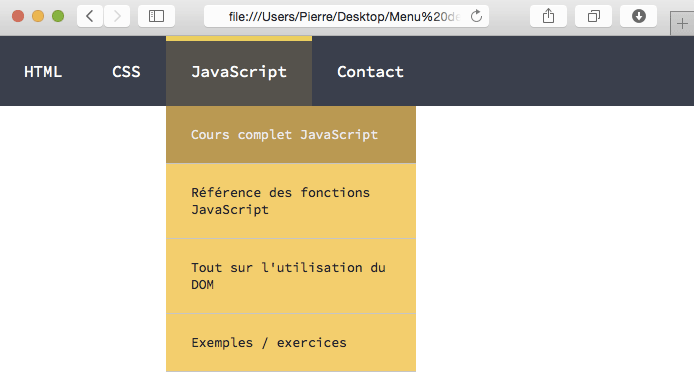 file:///Users/Pierre/Desktop/Menu%20de
HTML CSS JavaScript Contact
Cours complet JavaScript
Référence des fonctions
JavaScript
Tout sur l'utilisation du
DOM
Exemples / exercices